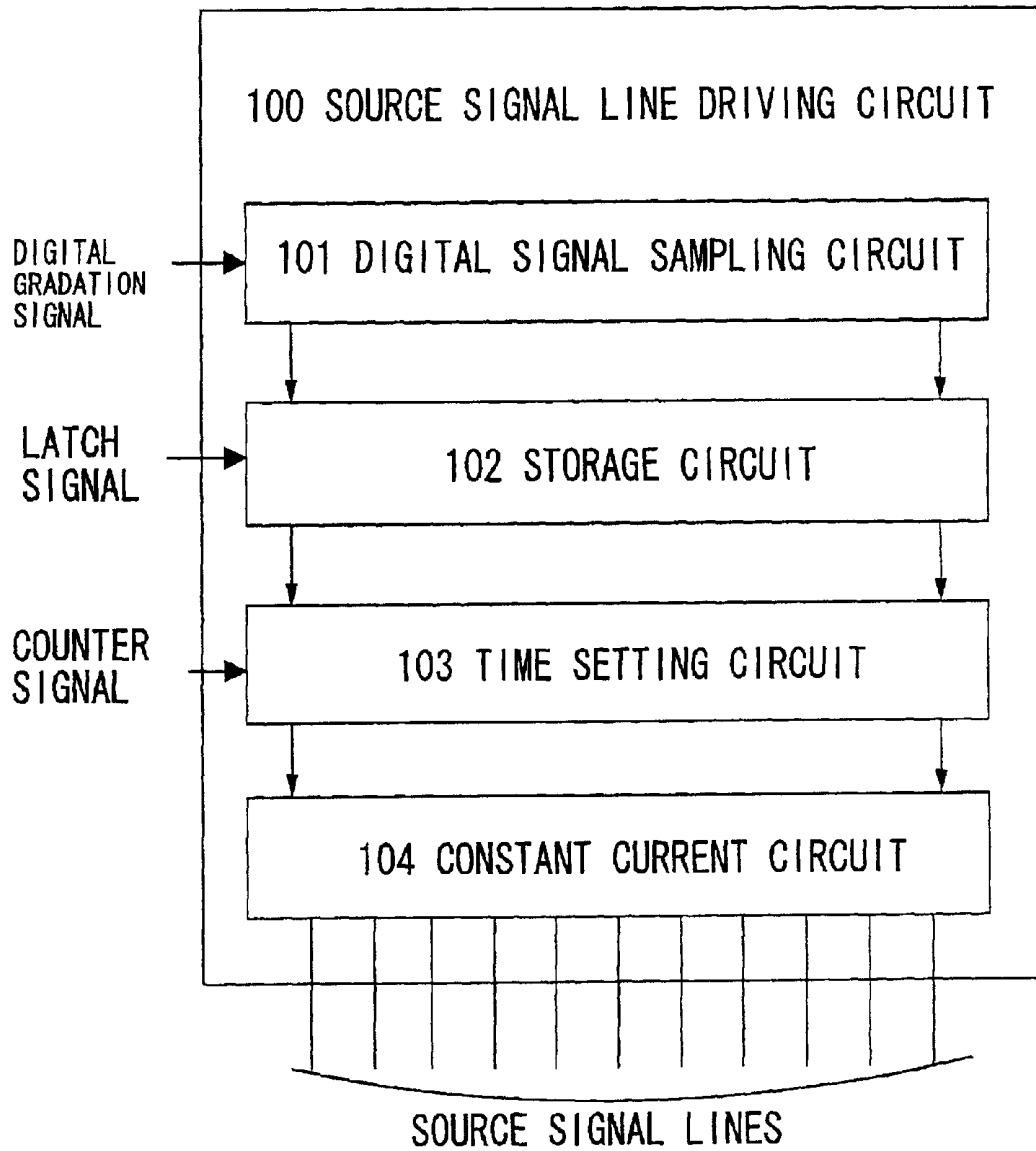 100 SOURCE SIGNAL LINE DRIVING CIRCUIT
DIGITAL
GRADATION
SIGNAL
101 DIGITAL SIGNAL SAMPLING CIRCUIT
LATCH
SIGNAL
102 STORAGE CIRCUIT
COUNTER
SIGNAL
103 TIME SETTING CIRCUIT
104 CONSTANT CURRENT CIRCUIT
SOURCE SIGNAL LINES